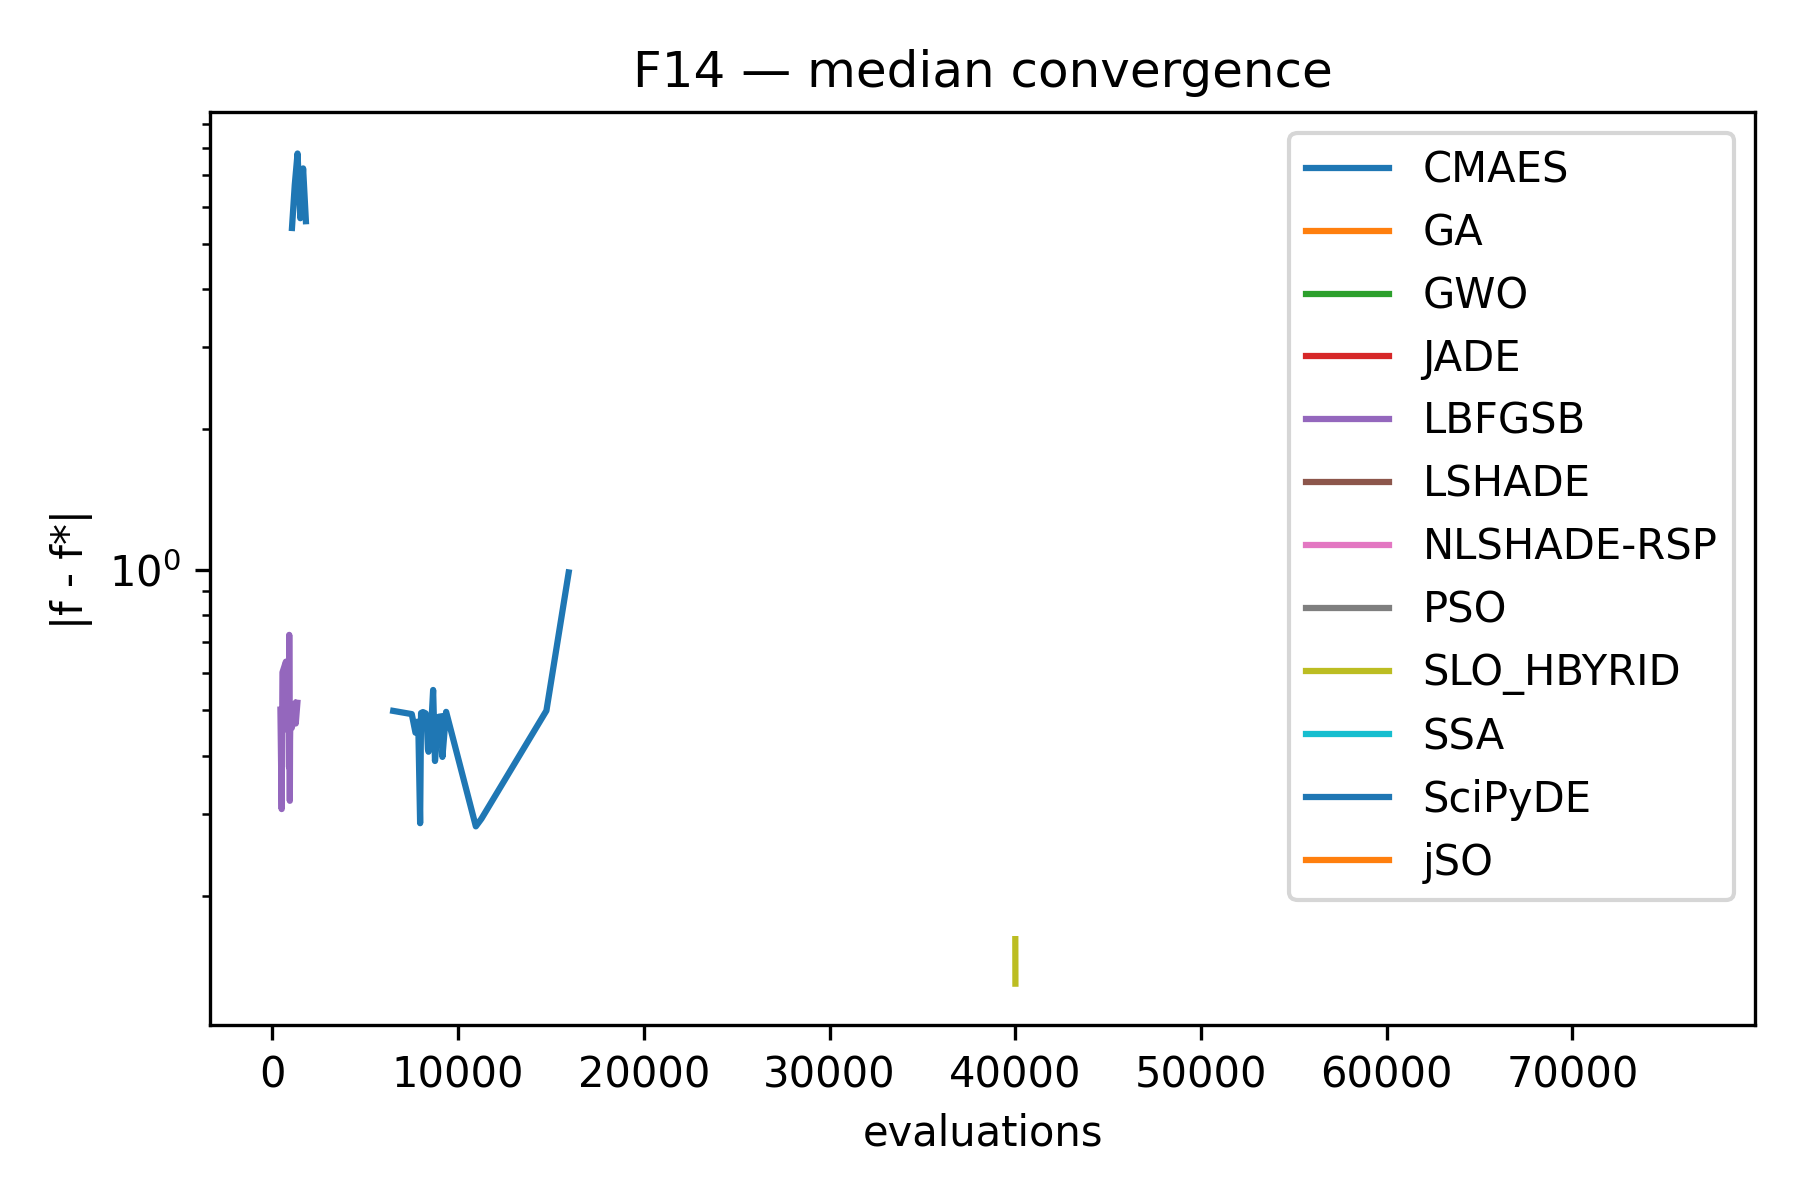 F14 — median convergence
|f - f*|
10⁰
CMAES
GA
GWO
JADE
LBFGSB
LSHADE
NLSHADE-RSP
PSO
SLO_HBYRID
SSA
SciPyDE
jSO
0 10000 20000 30000 40000 50000 60000 70000
evaluations